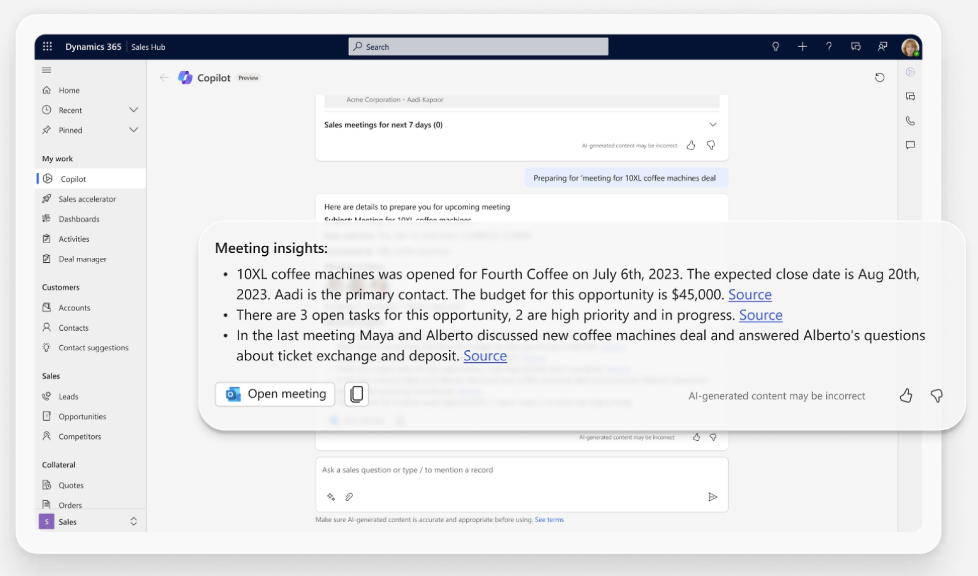 Dynamics 365 Sales Hub
Search
Home
Recent
Pinned
My work
Copilot
Sales accelerator
Dashboards
Activities
Deal manager
Customers
Accounts
Contacts
Contact suggestions
Sales
Leads
Opportunities
Competitors
Collateral
Quotes
Orders
S Sales
Copilot Preview
Acme Corporation - Aadi Kapoor
Sales meetings for next 7 days (0)
AI-generated content may be incorrect
Preparing for 'meeting for 10XL coffee machines deal
Here are details to prepare you for upcoming meeting
Subject: Meeting for 10XL coffee machines
Meeting insights:
• 10XL coffee machines was opened for Fourth Coffee on July 6th, 2023. The expected close date is Aug 20th,
2023. Aadi is the primary contact. The budget for this opportunity is $45,000. Source
• There are 3 open tasks for this opportunity, 2 are high priority and in progress. Source
• In the last meeting Maya and Alberto discussed new coffee machines deal and answered Alberto's questions
about ticket exchange and deposit. Source
Open meeting
AI-generated content may be incorrect
AI-generated content may be incorrect
Ask a sales question or type / to mention a record
Make sure AI-generated content is accurate and appropriate before using. See terms